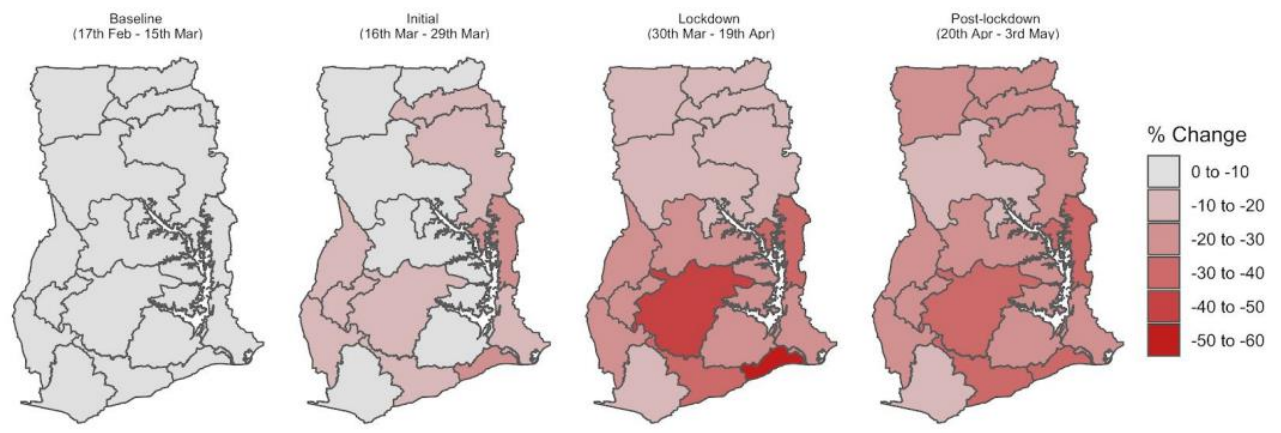 Baseline
(17th Feb - 15th Mar)
Initial
(16th Mar - 29th Mar)
Lockdown
(30th Mar - 19th Apr)
Post-lockdown
(20th Apr - 3rd May)
% Change
0 to -10
-10 to -20
-20 to -30
-30 to -40
-40 to -50
-50 to -60